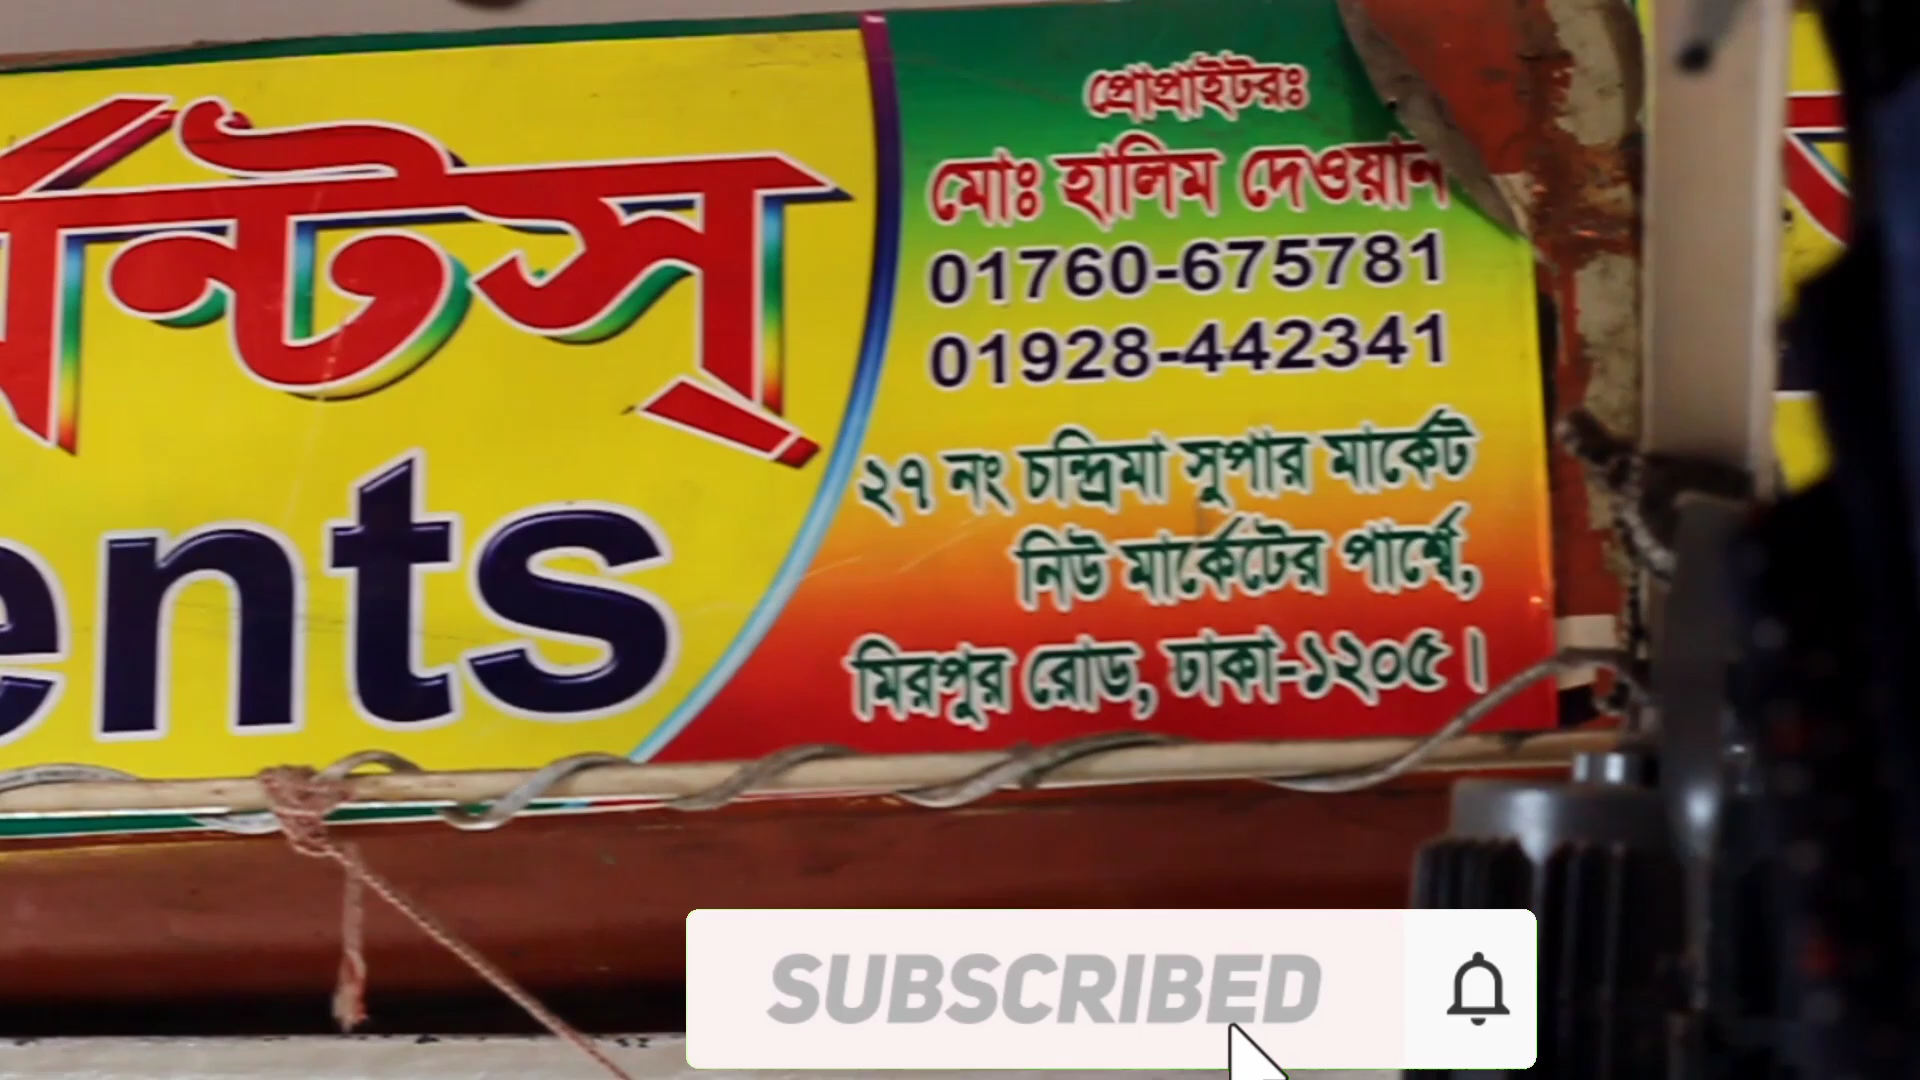 র্মেন্টস্
ents
প্রোপ্রাইটরঃ
মোঃ হালিম দেওয়ান
01760-675781
01928-442341
২৭ নং চন্দ্রিমা সুপার মার্কেট
নিউ মার্কেটের পার্শ্বে,
মিরপুর রোড, ঢাকা-১২০৫।
SUBSCRIBED